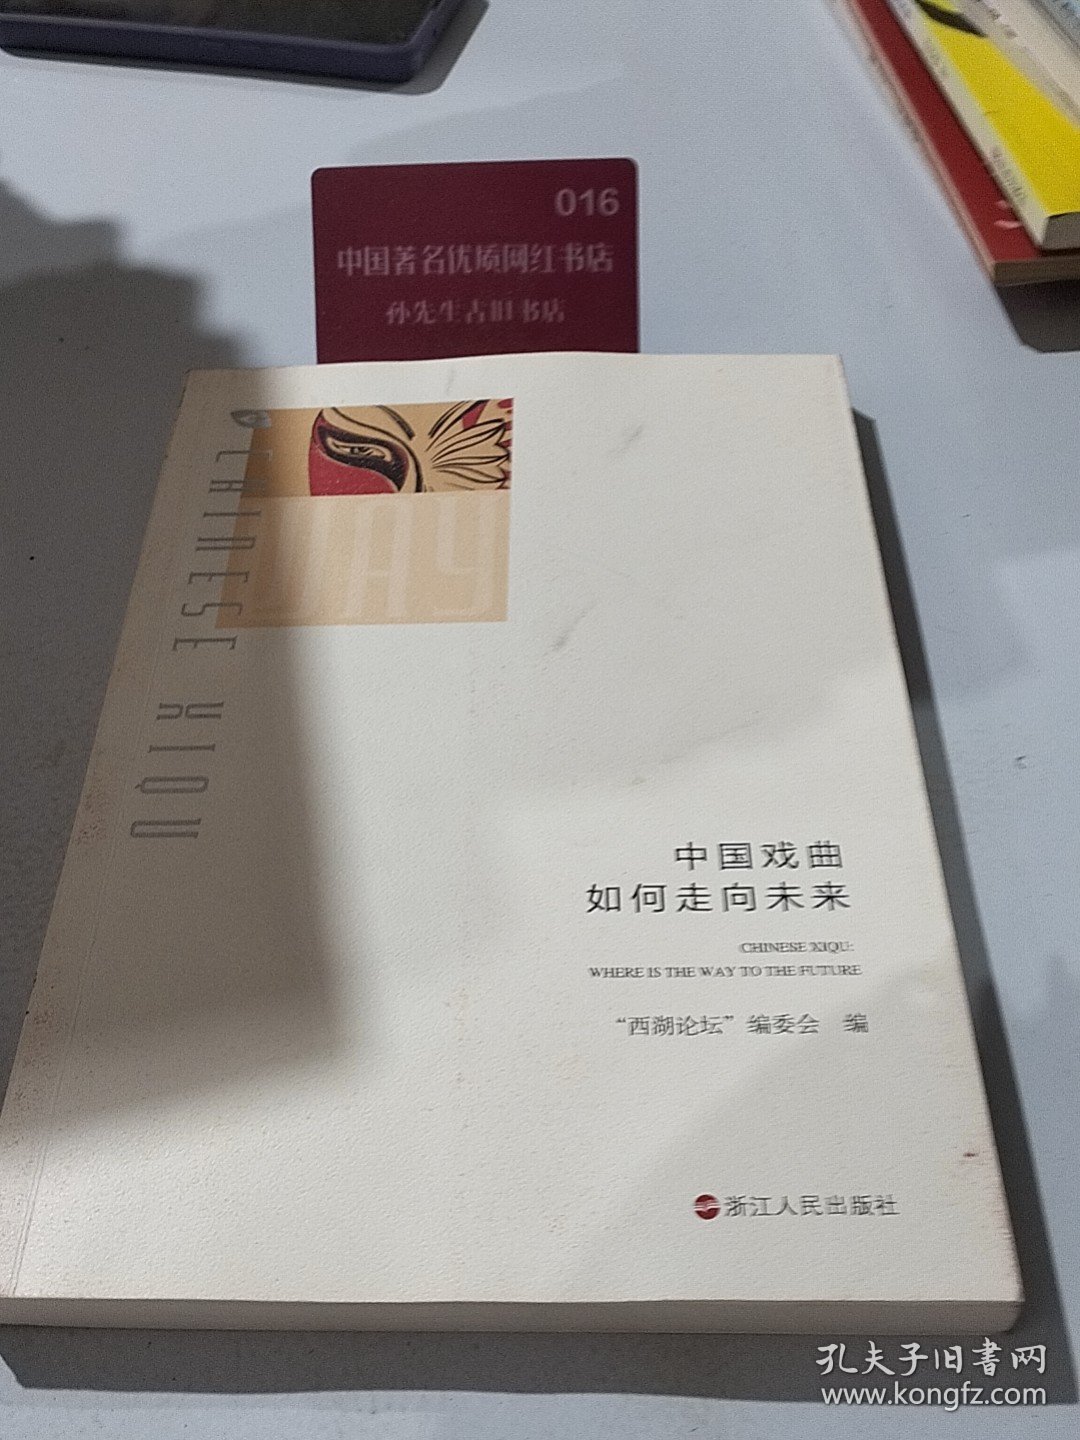 016
中国著名优质网红书店
孙先生古旧书店
CHINESE XIQU
WAY
中国戏曲
如何走向未来
CHINESE XIQU:
WHERE IS THE WAY TO THE FUTURE
“西湖论坛”编委会 编
浙江人民出版社
孔夫子旧書网
www.kongfz.com